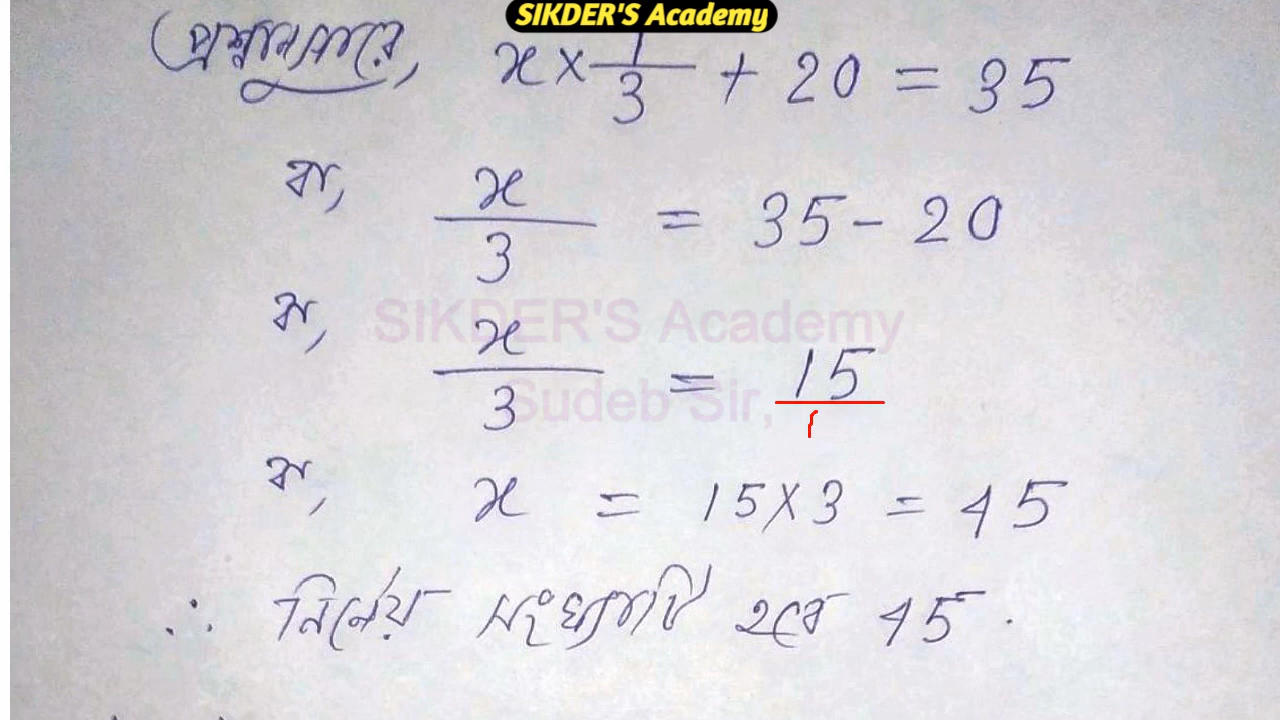 SIKDER'S Academy
প্রশ্নানুসারে, x × 1/3 + 20 = 35
বা, x/3 = 35 - 20
SIKDER'S Academy
বা, x/3 = 15/1
Sudeb Sir,
বা, x = 15 × 3 = 45
∴ নির্ণেয় সংখ্যাটি হবে 45.